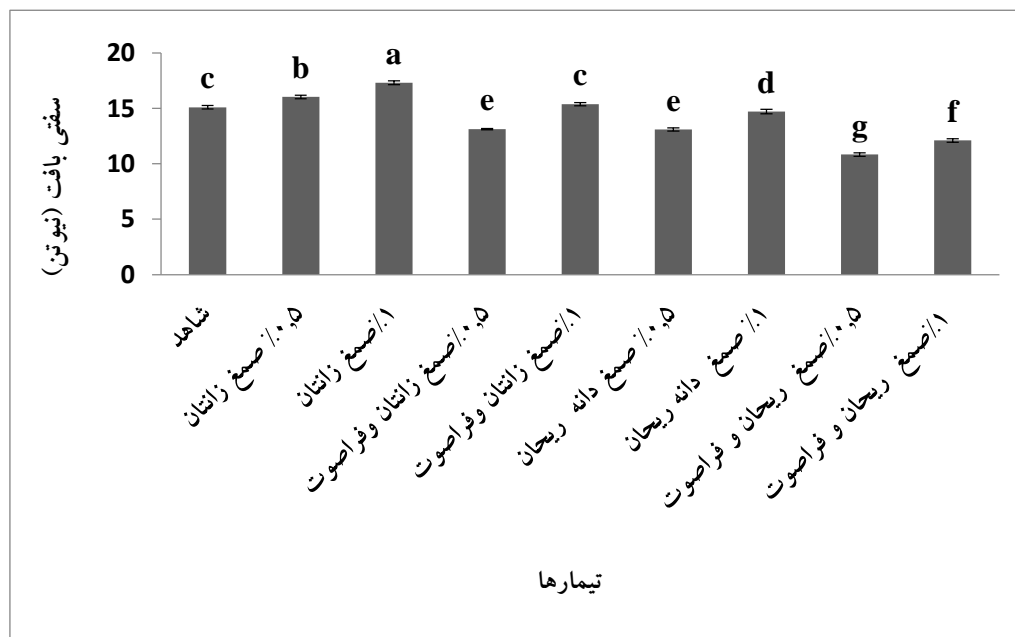 سفتی بافت (نیوتن)
20
15
10
5
0
c
b
a
e
c
e
d
g
f
شاهد
۰,۵٪ صمغ زانتان
۱٪صمغ زانتان
۰,۵٪صمغ زانتان وفراصوت
۱٪صمغ زانتان وفراصوت
۰,۵٪ صمغ دانه ریحان
۱٪ صمغ دانه ریحان
۰,۵٪صمغ ریحان و فراصوت
۱٪صمغ ریحان و فراصوت
تیمارها